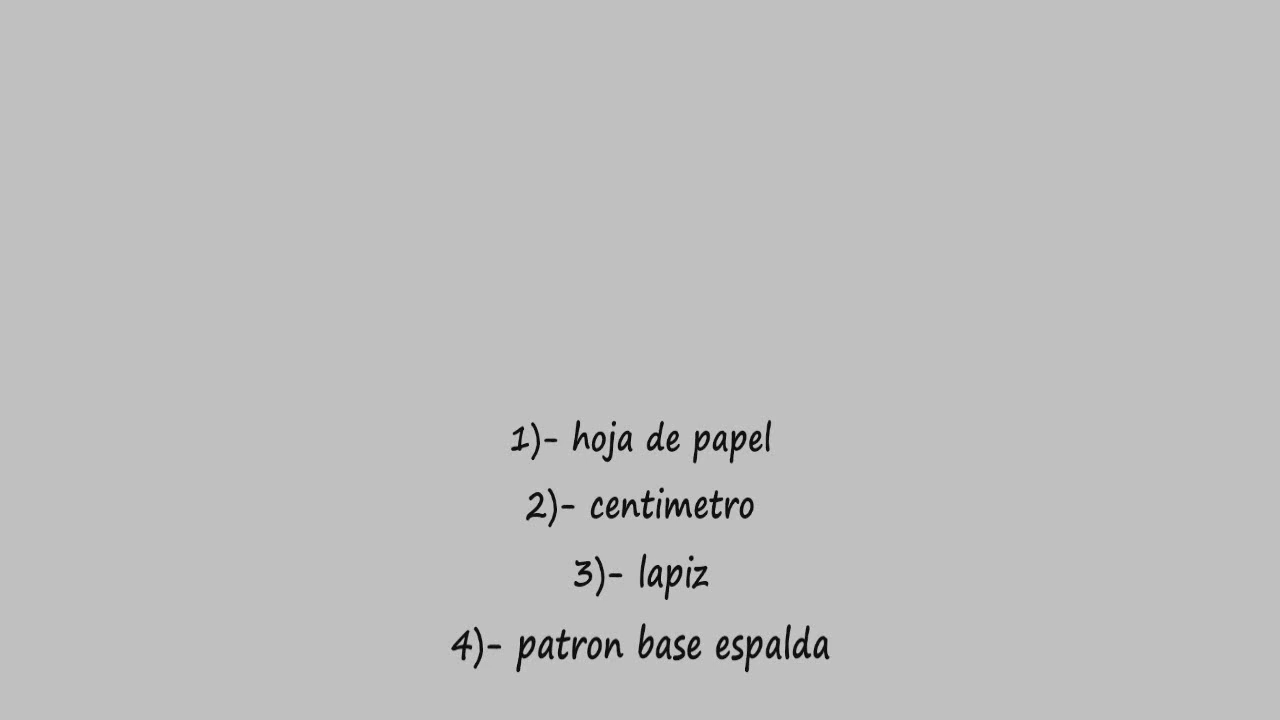 1)- hoja de papel
2)- centimetro
3)- lapiz
4)- patron base espalda